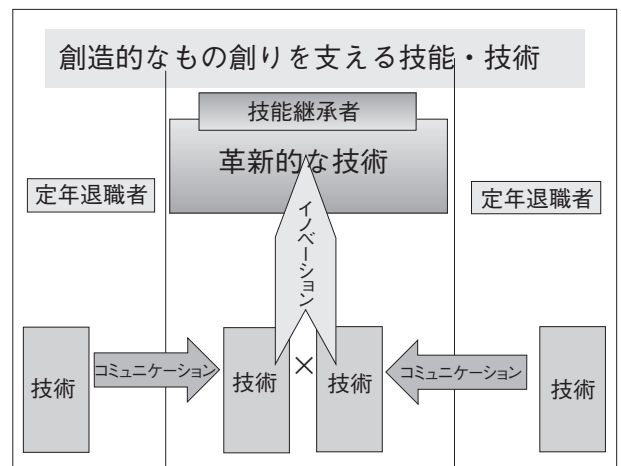 創造的なもの創りを支える技能・技術
技能継承者
革新的な技術
定年退職者
定年退職者
イノベーション
技術
コミュニケーション
技術
×
技術
コミュニケーション
技術